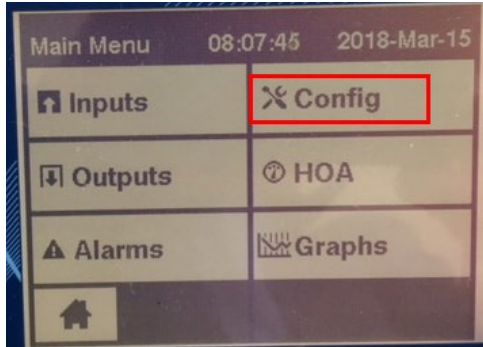 Main Menu 08:07:45 2018-Mar-15
Inputs Config
Outputs HOA
Alarms Graphs